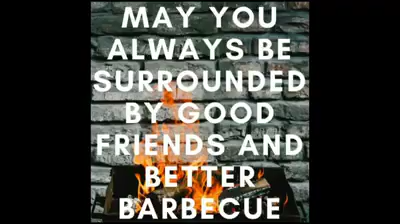 MAY YOU
ALWAYS BE
SURROUNDED
BY GOOD
FRIENDS AND
BETTER
BARBECUE